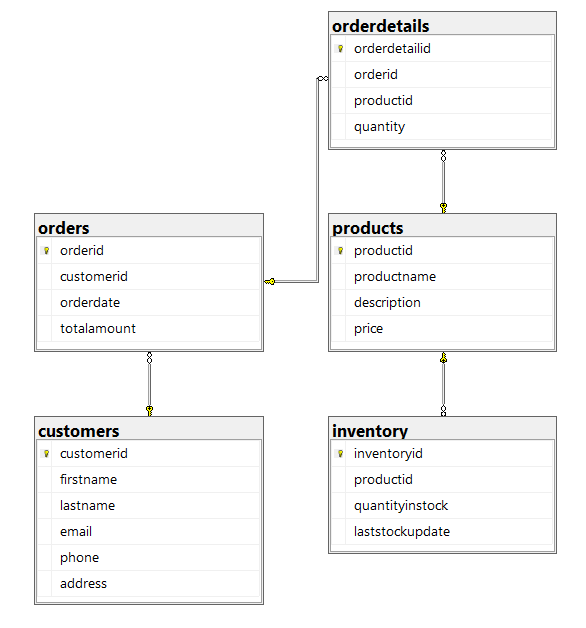 orderdetails
orderdetailid
orderid
productid
quantity
orders
orderid
customerid
orderdate
totalamount
products
productid
productname
description
price
customers
customerid
firstname
lastname
email
phone
address
inventory
inventoryid
productid
quantityinstock
laststockupdate